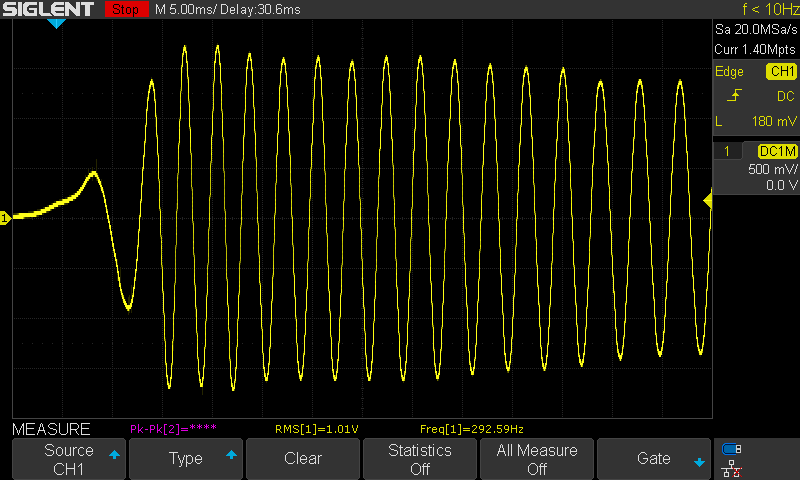 SIGLENT Stop M 5.00ms/ Delay:30.6ms f < 10Hz
Sa 20.0MSa/s
Curr 1.40Mpts
Edge CH1
DC
L 180 mV
1 DC1M
500 mV/
0.0 V
1
MEASURE Pk-Pk[2]=**** RMS[1]=1.01V Freq[1]=292.59Hz
Source CH1
Type
Clear
Statistics Off
All Measure Off
Gate